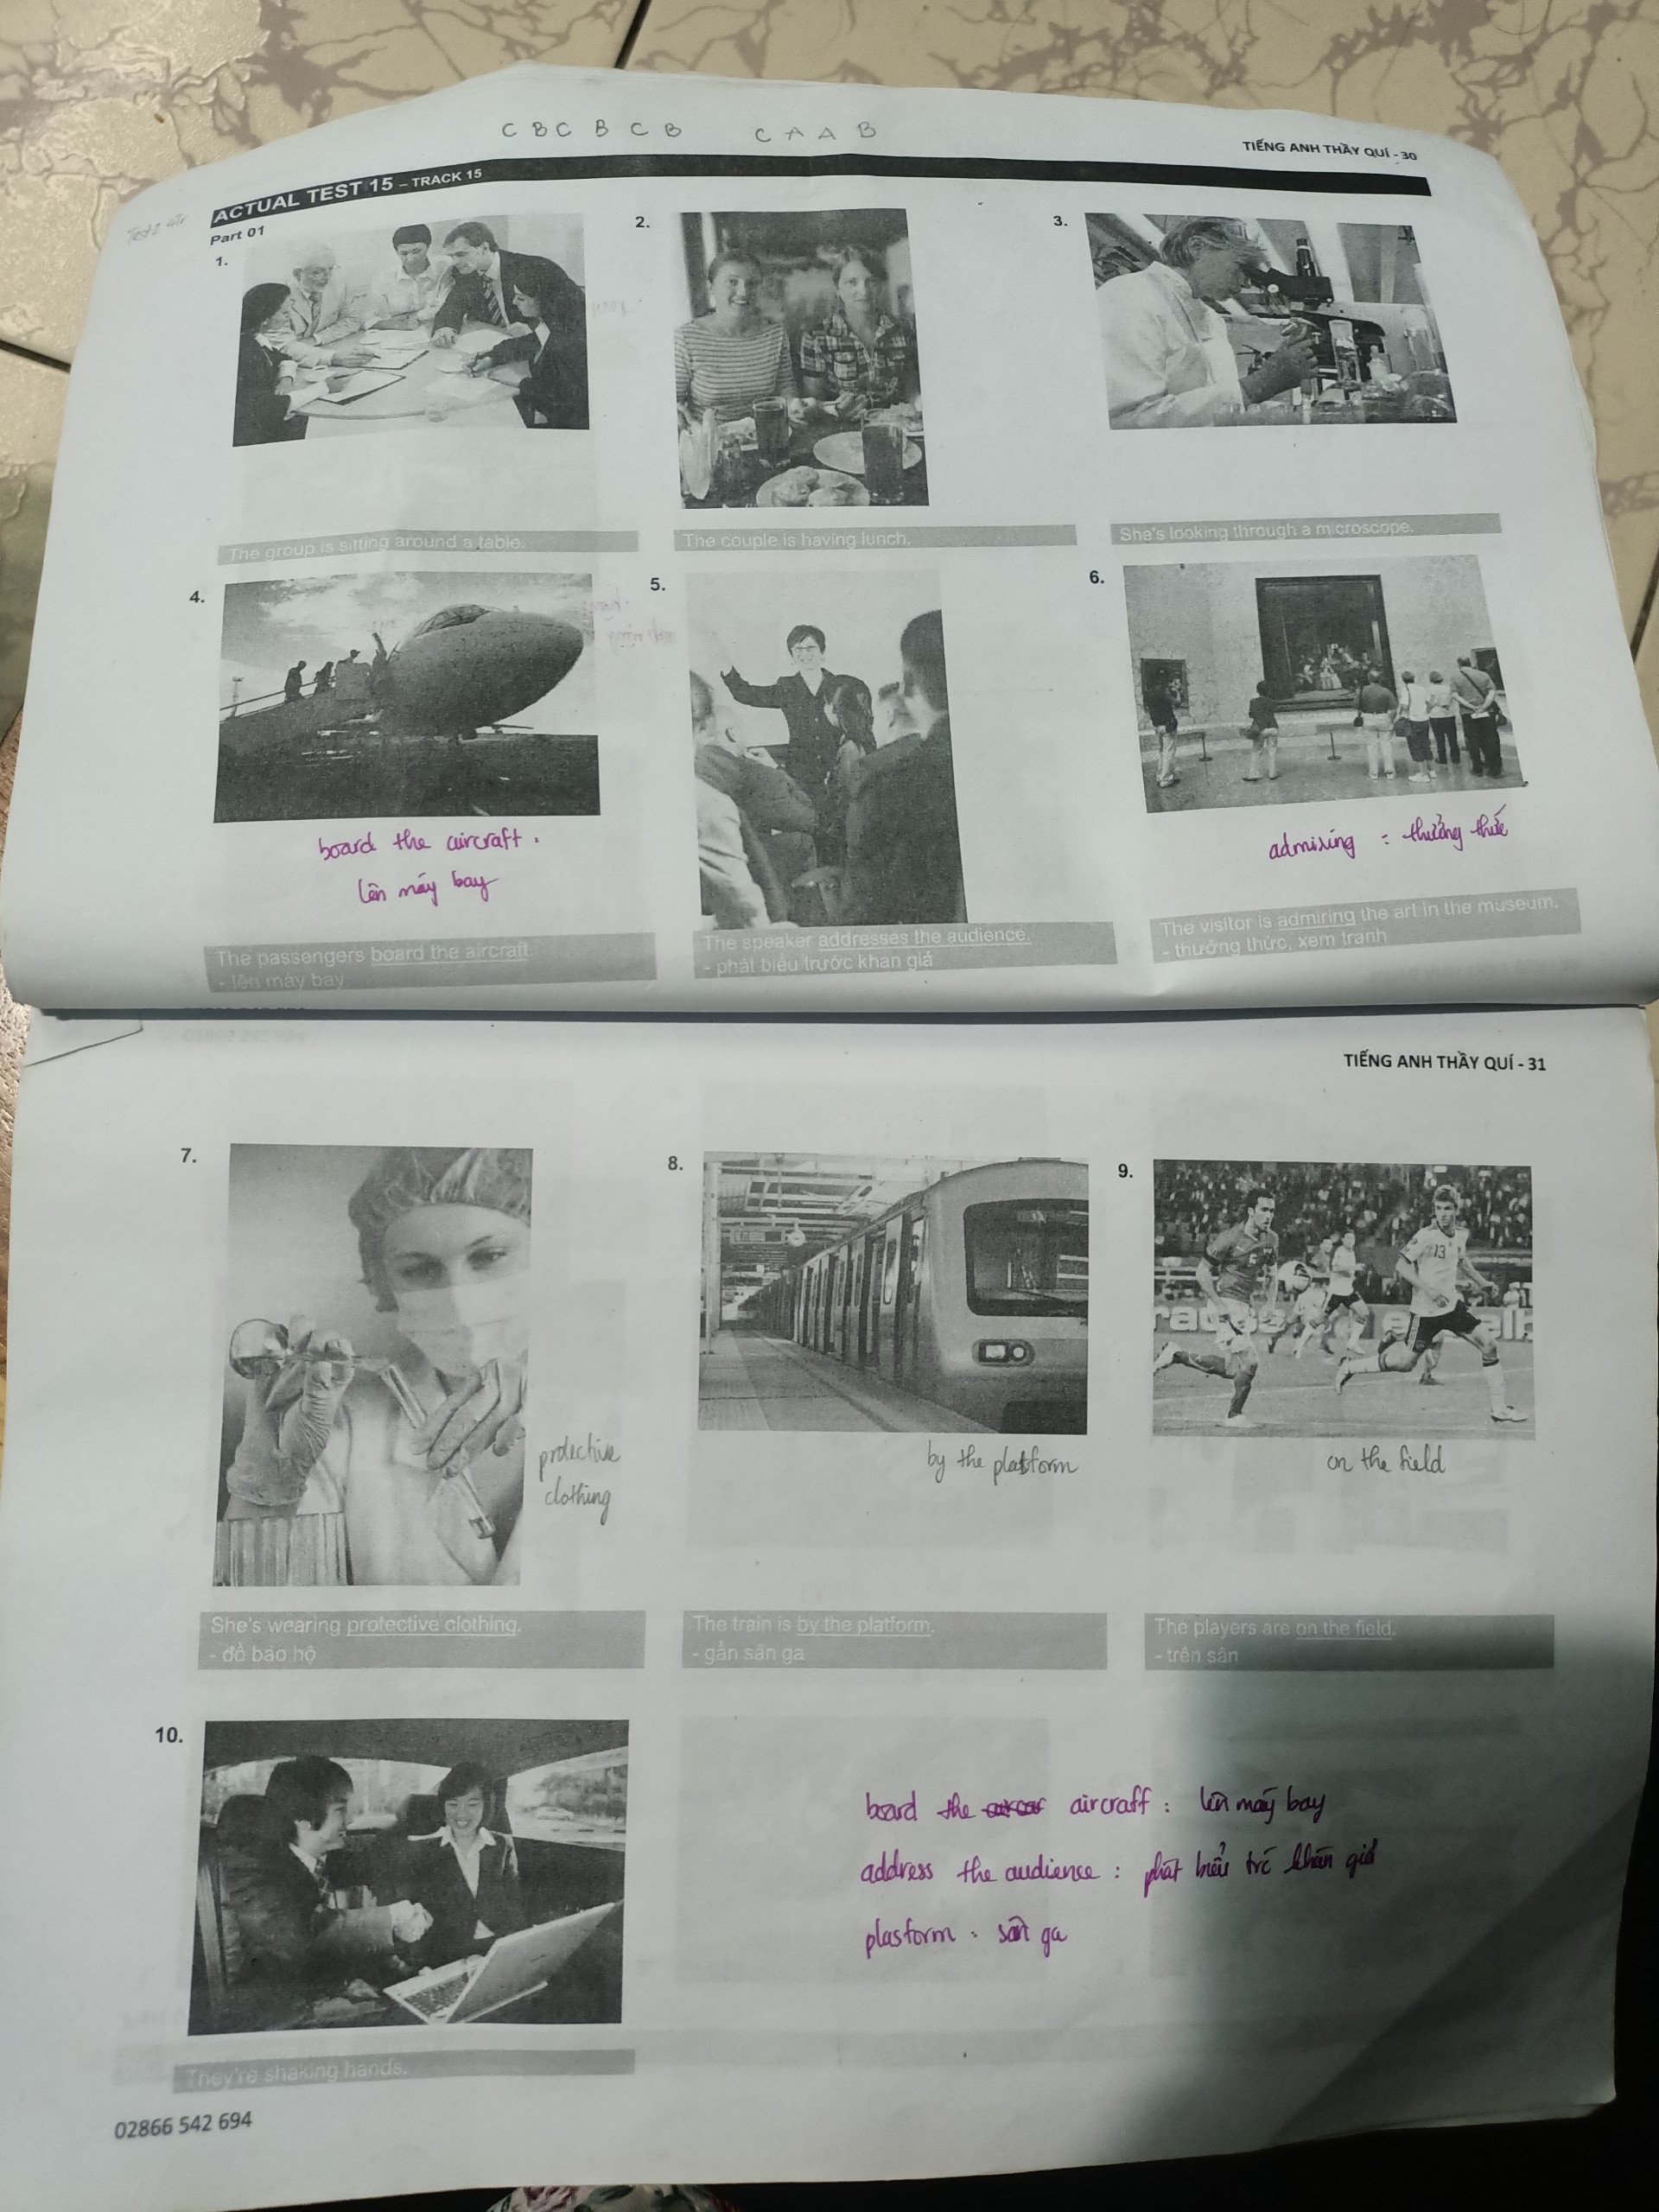 C B C B C B C A A B
TIẾNG ANH THẦY QUÍ - 30
ACTUAL TEST 15 – TRACK 15
Test 2
Part 01
1.
2.
3.
The group is sitting around a table.
The couple is having lunch.
She's looking through a microscope.
4.
5.
6.
board the aircraft.
lên máy bay
admixing : thưởng thức
The passengers board the aircraft.
- lên máy bay
The speaker addresses the audience.
- phát biểu trước khan giả
The visitor is admiring the art in the museum.
- thưởng thức, xem tranh
TIẾNG ANH THẦY QUÍ - 31
7.
8.
9.
13
protective
clothing
by the platform
on the field
She's wearing protective clothing.
- đồ bảo hộ
The train is by the platform.
- gần sân ga
The players are on the field.
- trên sân
10.
board the aircraft : lên máy bay
address the audience : phát biểu trc khán giả
plasform : sân ga
They're shaking hands.
02866 542 694